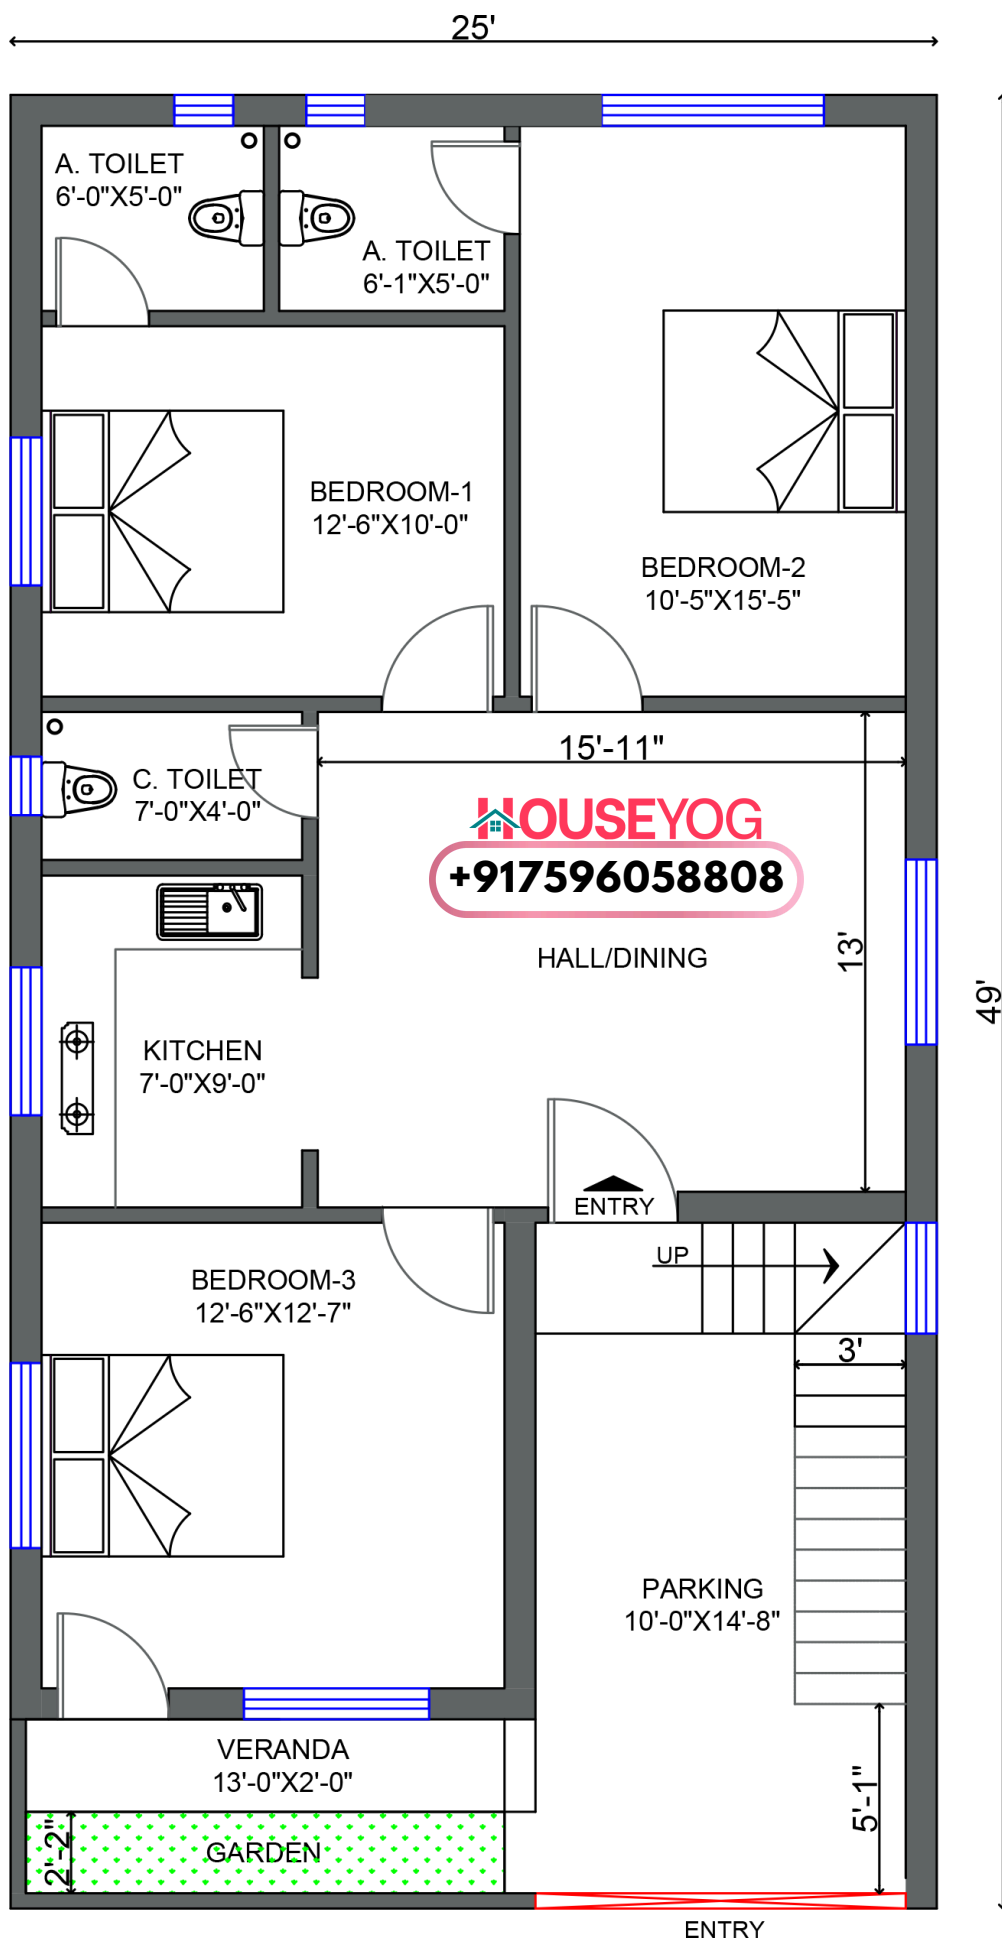 25'
A. TOILET
6'-0"X5'-0"
A. TOILET
6'-1"X5'-0"
BEDROOM-1
12'-6"X10'-0"
BEDROOM-2
10'-5"X15'-5"
15'-11"
C. TOILET
7'-0"X4'-0"
HOUSEYOG
+917596058808
HALL/DINING
13'
49'
KITCHEN
7'-0"X9'-0"
ENTRY
UP
BEDROOM-3
12'-6"X12'-7"
3'
PARKING
10'-0"X14'-8"
VERANDA
13'-0"X2'-0"
5'-1"
2'-2"
GARDEN
ENTRY